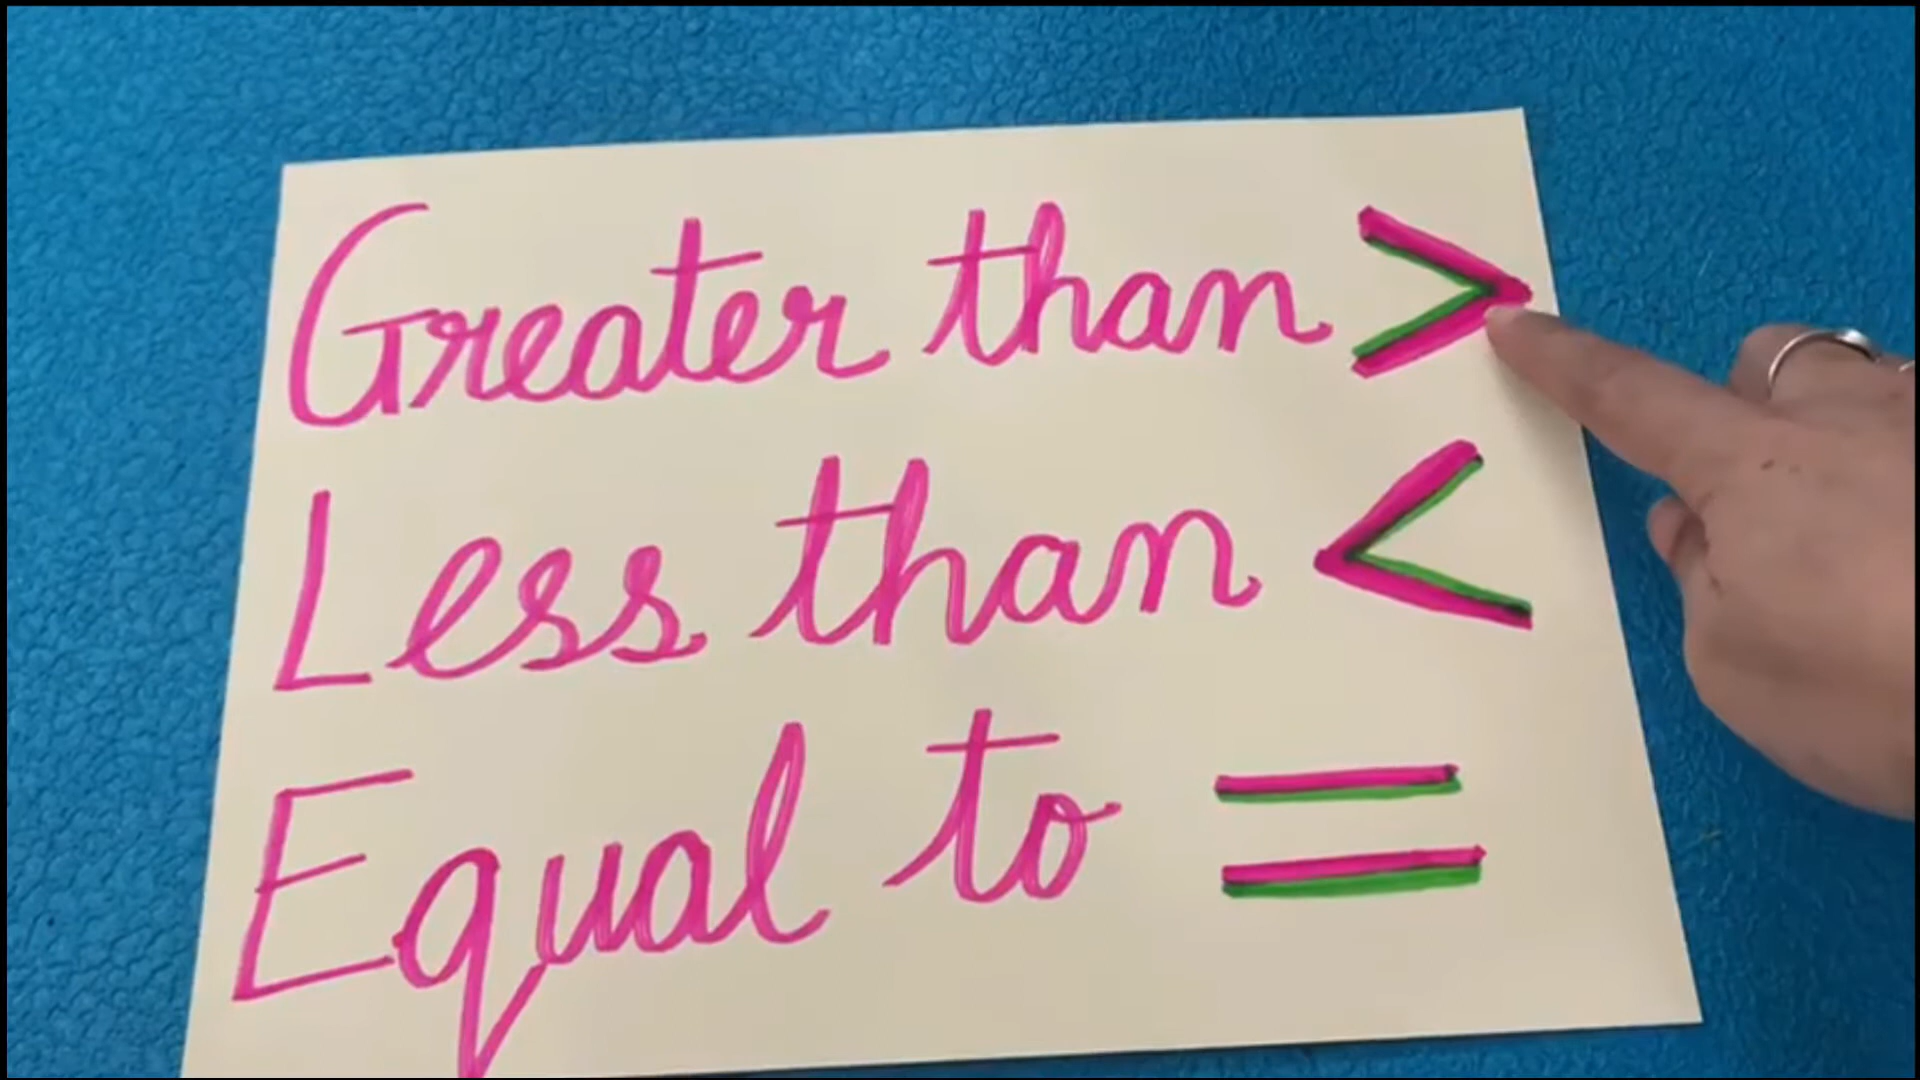 Greater than >
Less than <
Equal to =